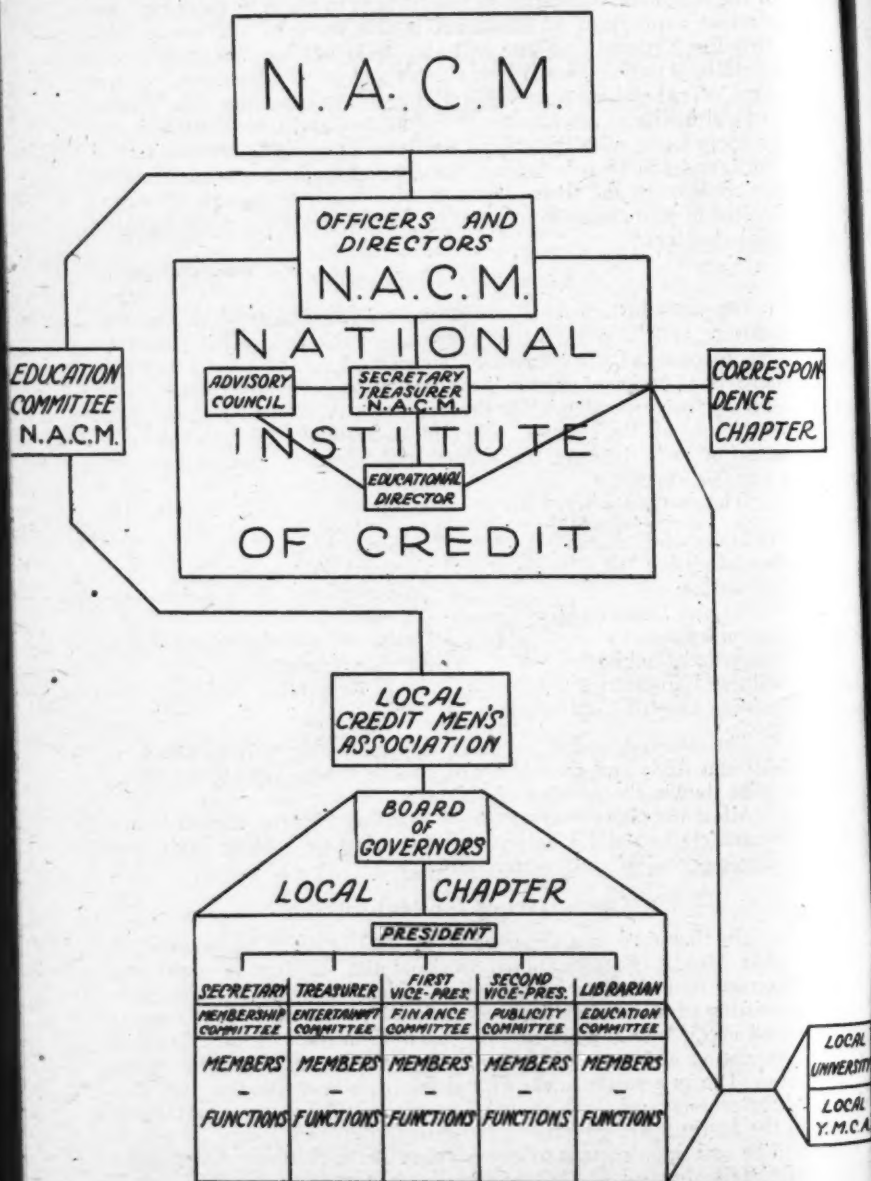 N. A. C. M.
OFFICERS AND
DIRECTORS
N.A.C.M.
NATIONAL
EDUCATION
COMMITTEE
N.A.C.M.
ADVISORY
COUNCIL
SECRETARY
TREASURER
N.A.C.M.
CORRESPON-
DENCE
CHAPTER
INSTITUTE
EDUCATIONAL
DIRECTOR
OF CREDIT
LOCAL
CREDIT MEN'S
ASSOCIATION
BOARD
OF
GOVERNORS
LOCAL CHAPTER
PRESIDENT
SECRETARY
MEMBERSHIP
COMMITTEE
MEMBERS
-
FUNCTIONS
TREASURER
ENTERTAINM'T
COMMITTEE
MEMBERS
-
FUNCTIONS
FIRST
VICE-PRES.
FINANCE
COMMITTEE
MEMBERS
-
FUNCTIONS
SECOND
VICE-PRES.
PUBLICITY
COMMITTEE
MEMBERS
-
FUNCTIONS
LIBRARIAN
EDUCATION
COMMITTEE
MEMBERS
-
FUNCTIONS
LOCAL
UNIVERSITY
LOCAL
Y.M.C.A.